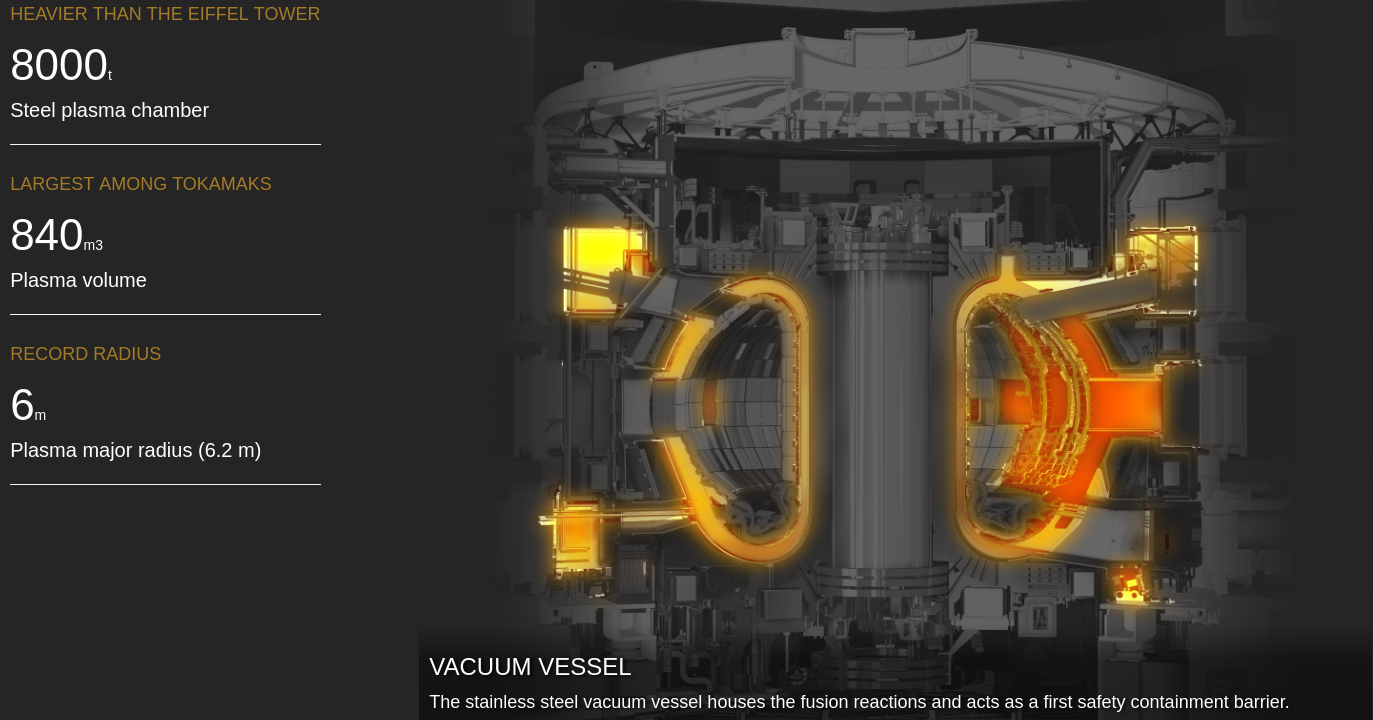 HEAVIER THAN THE EIFFEL TOWER
8000t
Steel plasma chamber
LARGEST AMONG TOKAMAKS
840m3
Plasma volume
RECORD RADIUS
6m
Plasma major radius (6.2 m)
VACUUM VESSEL
The stainless steel vacuum vessel houses the fusion reactions and acts as a first safety containment barrier.